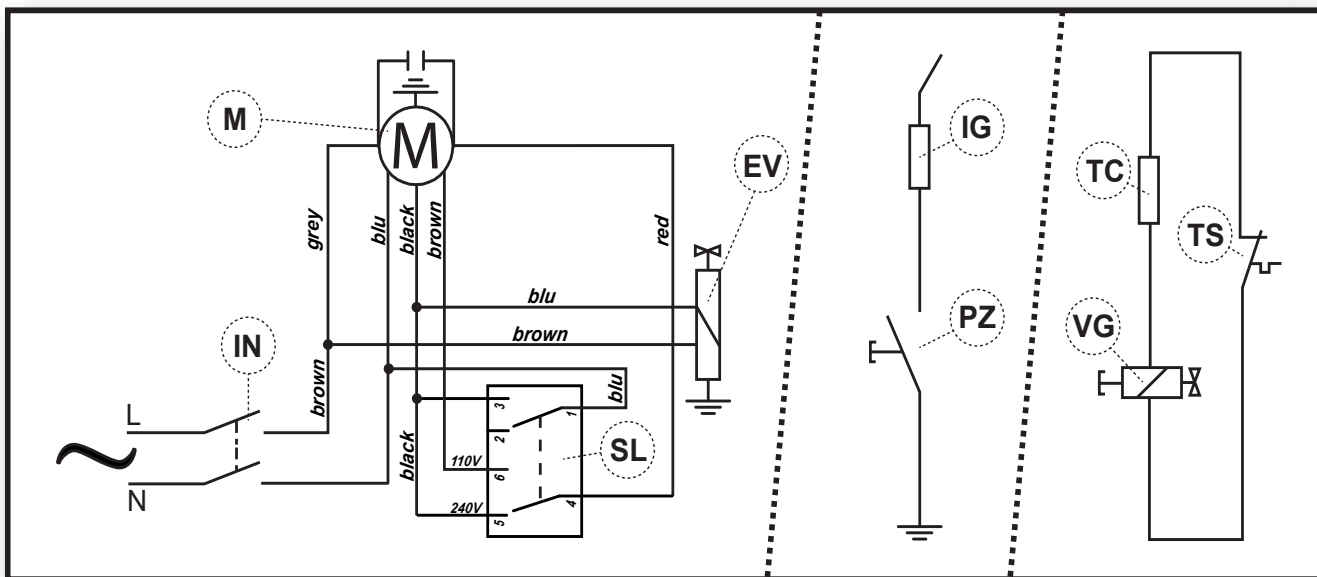 M
M
IG
EV
TC
grey
blu
black
brown
red
TS
blu
PZ
VG
brown
IN
brown
blu
L
3
1
2
SL
black
110V
6
N
240V
5
4